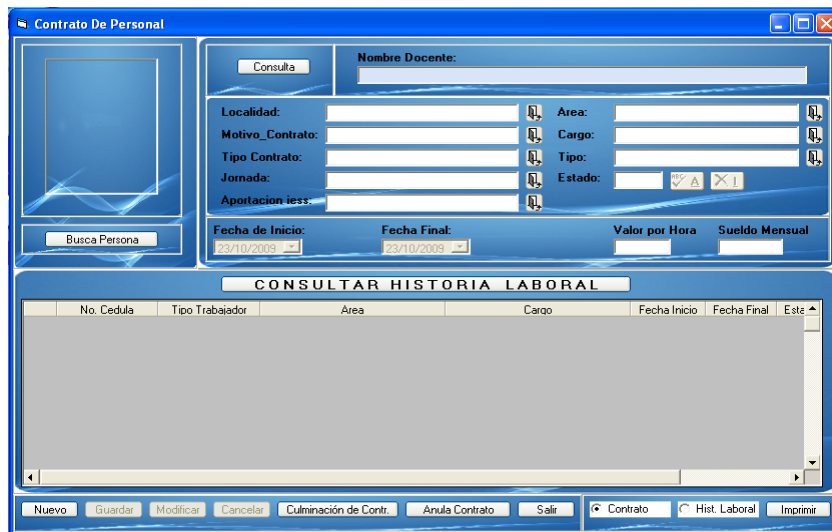 Contrato De Personal
Consulta
Nombre Docente:
Localidad:
Area:
Motivo_Contrato:
Cargo:
Tipo Contrato:
Tipo:
Jornada:
Estado:
ABC A
I
Aportacion iess:
Busca Persona
Fecha de Inicio:
Fecha Final:
Valor por Hora
Sueldo Mensual
23/10/2009
23/10/2009
CONSULTAR HISTORIA LABORAL
No. Cedula
Tipo Trabajador
Area
Cargo
Fecha Inicio
Fecha Final
Esta
Nuevo
Guardar
Modificar
Cancelar
Culminación de Contr.
Anula Contrato
Salir
Contrato
Hist. Laboral
Imprimir